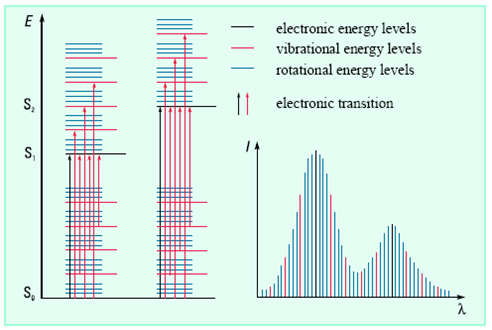 E
electronic energy levels
vibrational energy levels
rotational energy levels
electronic transition
S2
S1
S0
I
λ